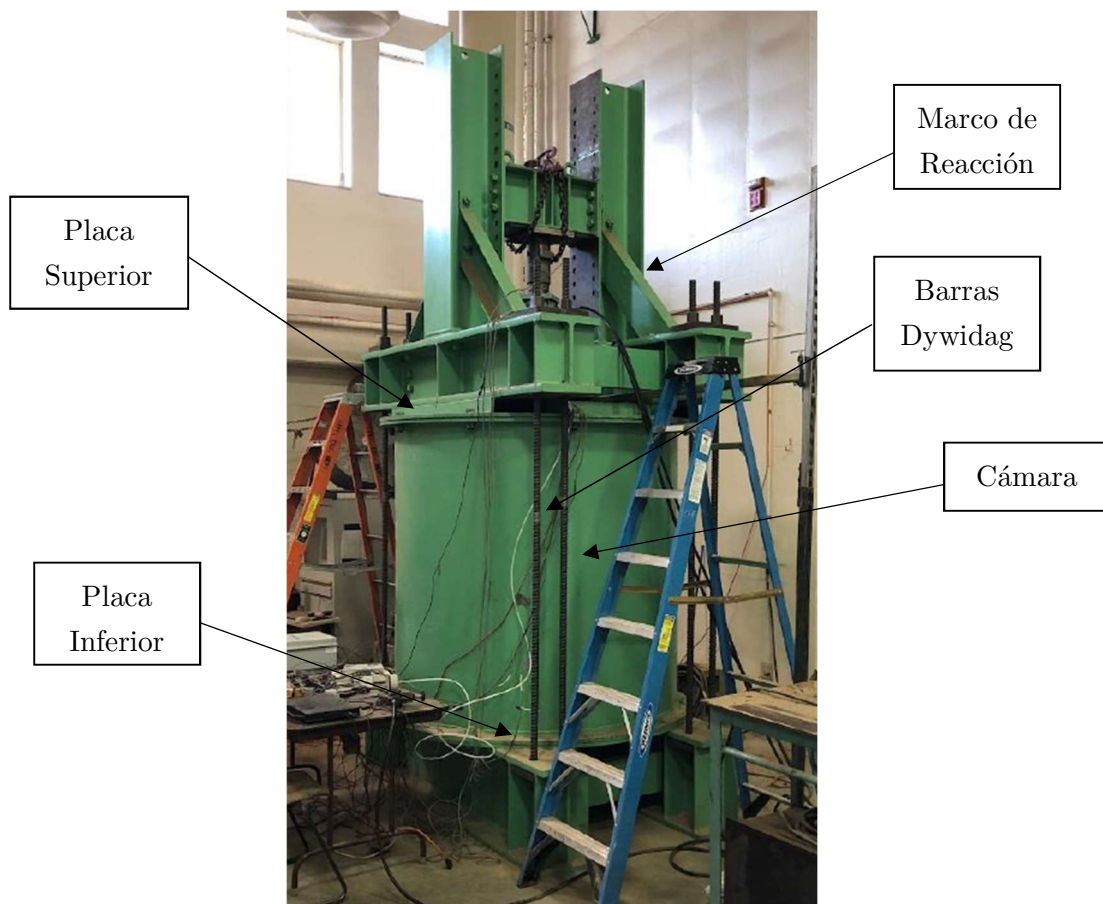 Marco de
Reacción
Placa
Superior
Barras
Dywidag
Cámara
Placa
Inferior